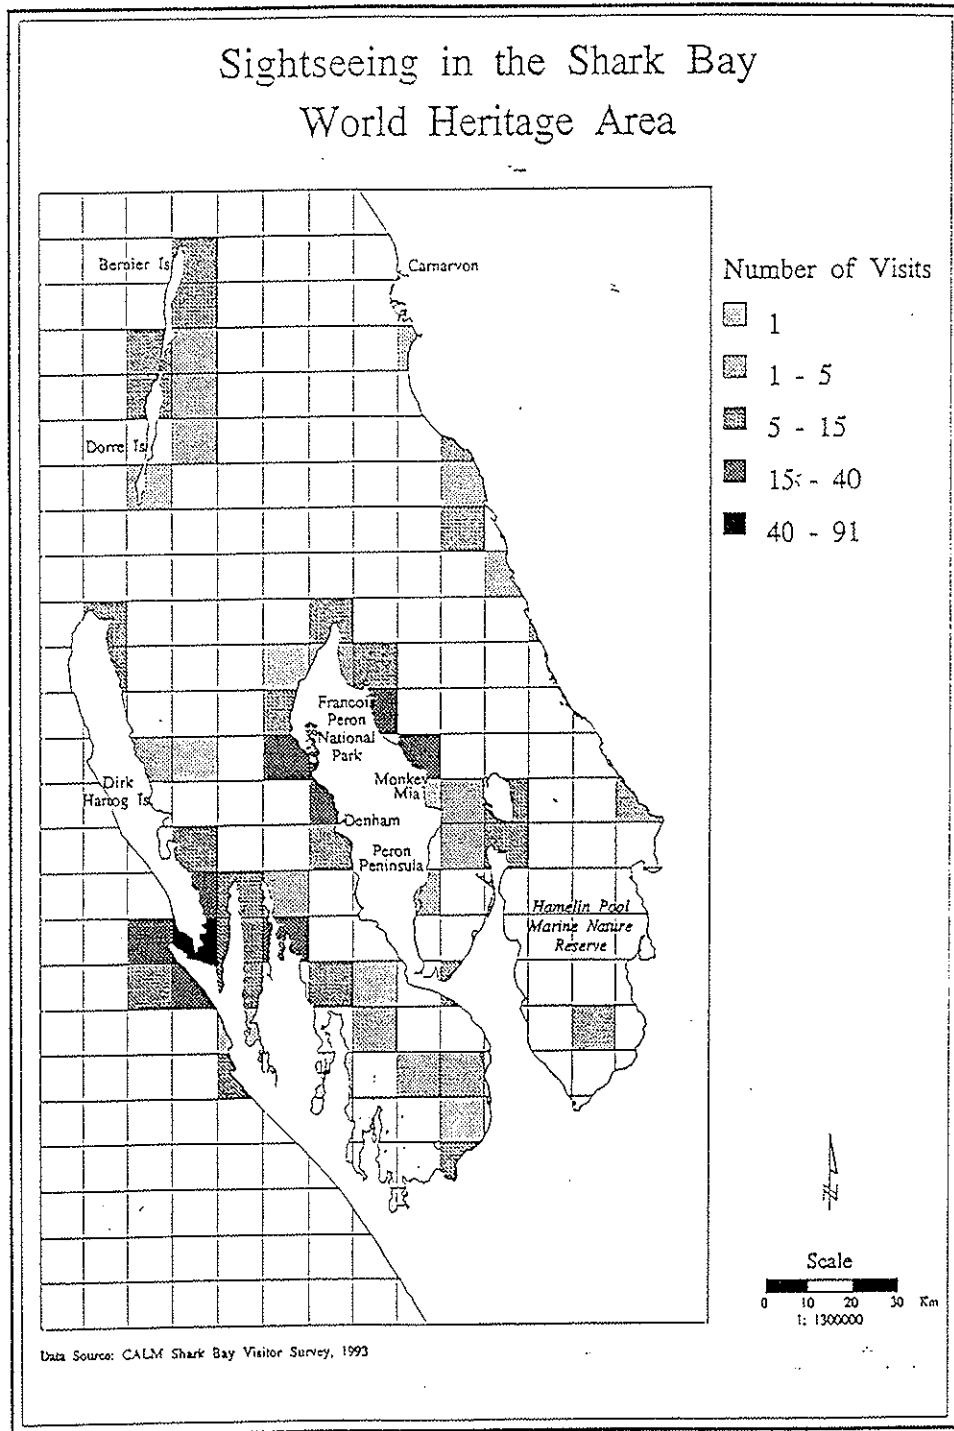 Sightseeing in the Shark Bay
World Heritage Area
Bernier Is
Carnarvon
Dorre Is
Number of Visits
1
1 - 5
5 - 15
15 - 40
40 - 91
Francois
Peron
National
Park
Dirk
Hartog Is
Monkey
Mia
Denham
Peron
Peninsula
Hamelin Pool
Marine Nature
Reserve
Scale
0 10 20 30 Km
1: 1300000
Data Source: CALM Shark Bay Visitor Survey, 1993